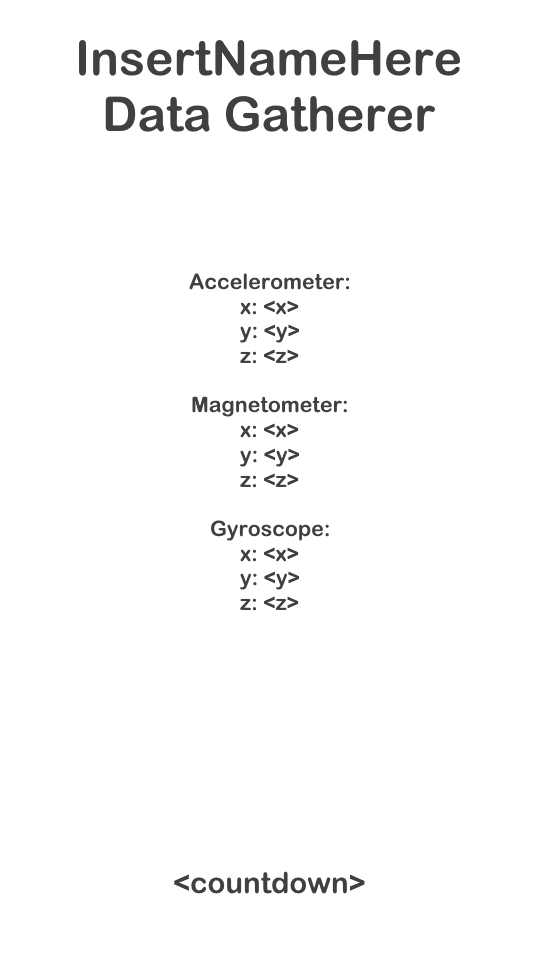 InsertNameHere
Data Gatherer
Accelerometer:
x: <x>
y: <y>
z: <z>
Magnetometer:
x: <x>
y: <y>
z: <z>
Gyroscope:
x: <x>
y: <y>
z: <z>
<countdown>